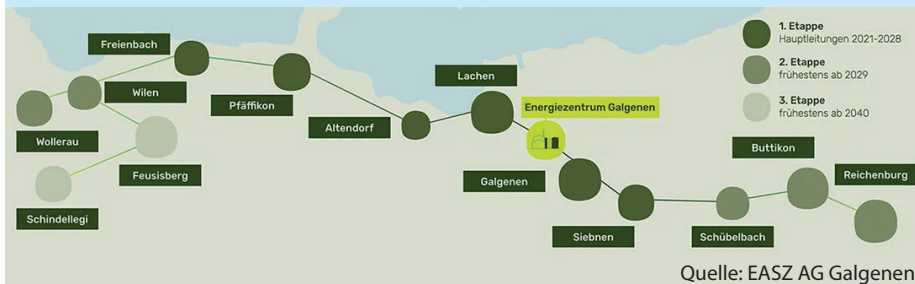 Freienbach
Wilen
Wollerau
Feusisberg
Schindellegi
Pfäffikon
Altendorf
Lachen
Energiezentrum Galgenen
Galgenen
Siebnen
Schübelbach
Buttikon
Reichenburg
1. Etappe
Hauptleitungen 2021-2028
2. Etappe
frühestens ab 2029
3. Etappe
frühestens ab 2040
Quelle: EASZ AG Galgenen